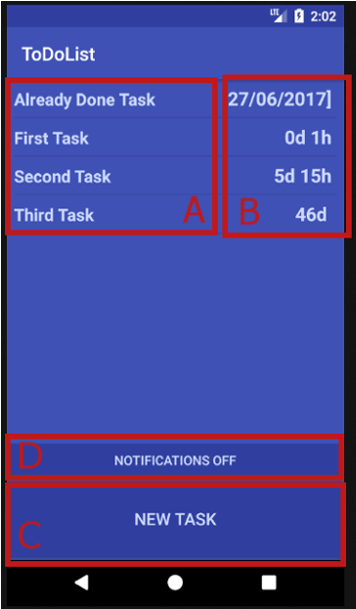 LTE 2:02
ToDoList
Already Done Task 27/06/2017]
First Task 0d 1h
Second Task 5d 15h
Third Task 46d
A B
D NOTIFICATIONS OFF
NEW TASK
C